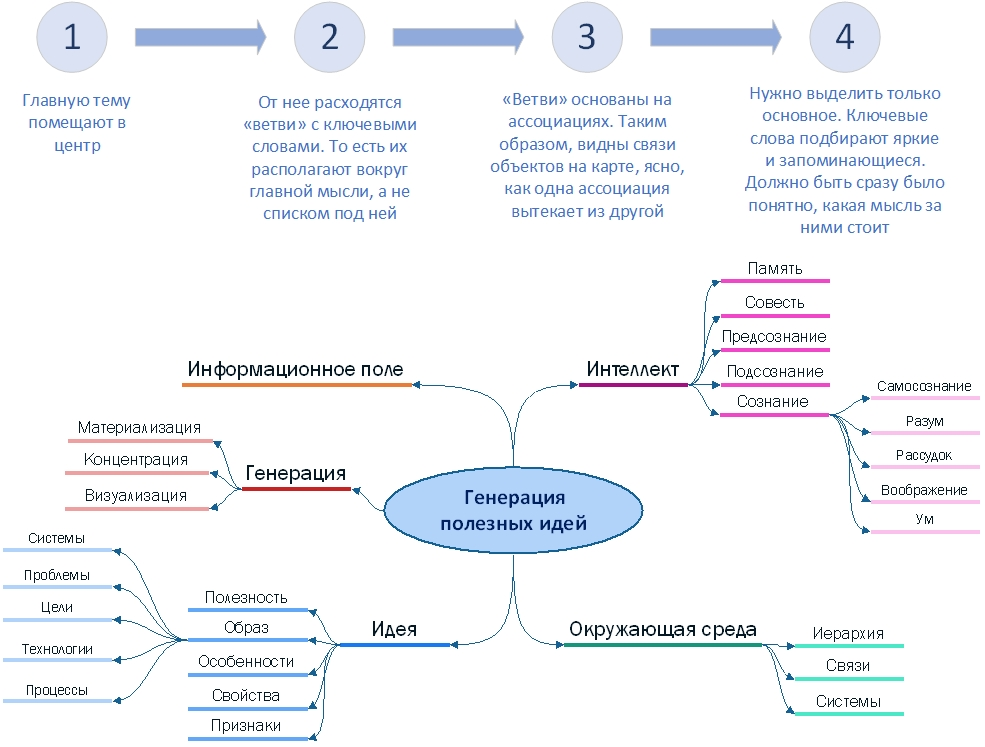 1
2
3
4
Главную тему
помещают в
центр
От нее расходятся
«ветви» с ключевыми
словами. То есть их
располагают вокруг
главной мысли, а не
списком под ней
«Ветви» основаны на
ассоциациях. Таким
образом, видны связи
объектов на карте, ясно,
как одна ассоциация
вытекает из другой
Нужно выделить только
основное. Ключевые
слова подбирают яркие
и запоминающиеся.
Должно быть сразу было
понятно, какая мысль за
ними стоит
Генерация
полезных идей
Информационное поле
Генерация
Материализация
Концентрация
Визуализация
Интеллект
Память
Совесть
Предсознание
Подсознание
Сознание
Самосознание
Разум
Рассудок
Воображение
Ум
Идея
Полезность
Образ
Особенности
Свойства
Признаки
Системы
Проблемы
Цели
Технологии
Процессы
Окружающая среда
Иерархия
Связи
Системы